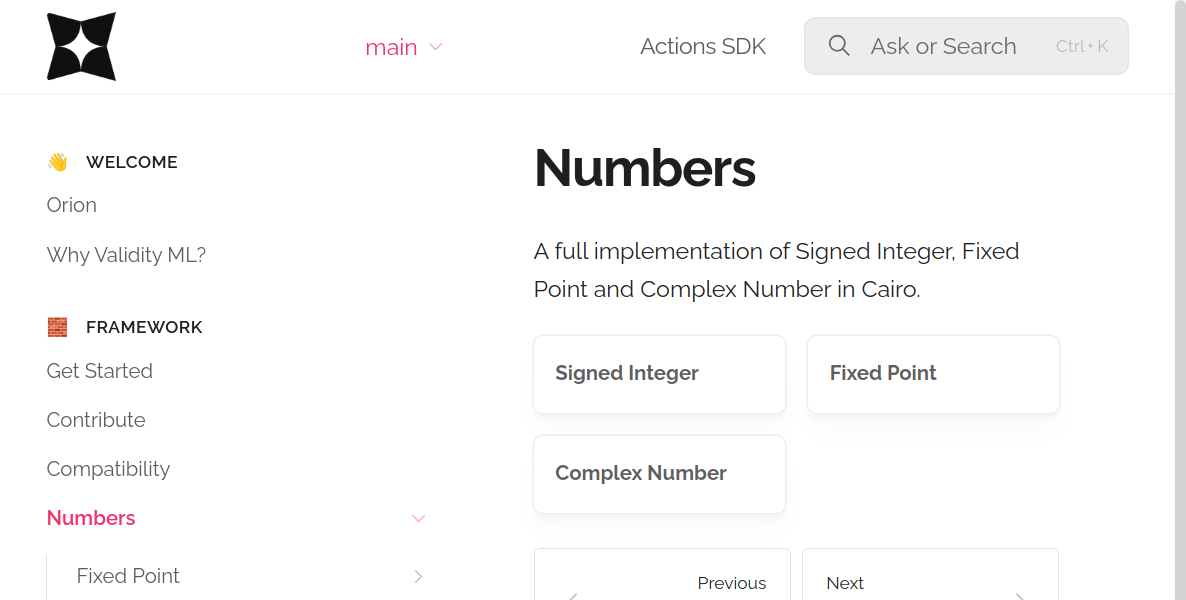 main
Actions SDK
Ask or Search
Ctrl + K
👋 WELCOME
Orion
Why Validity ML?
🧱 FRAMEWORK
Get Started
Contribute
Compatibility
Numbers
Fixed Point
Numbers
A full implementation of Signed Integer, Fixed
Point and Complex Number in Cairo.
Signed Integer
Fixed Point
Complex Number
Previous
Next